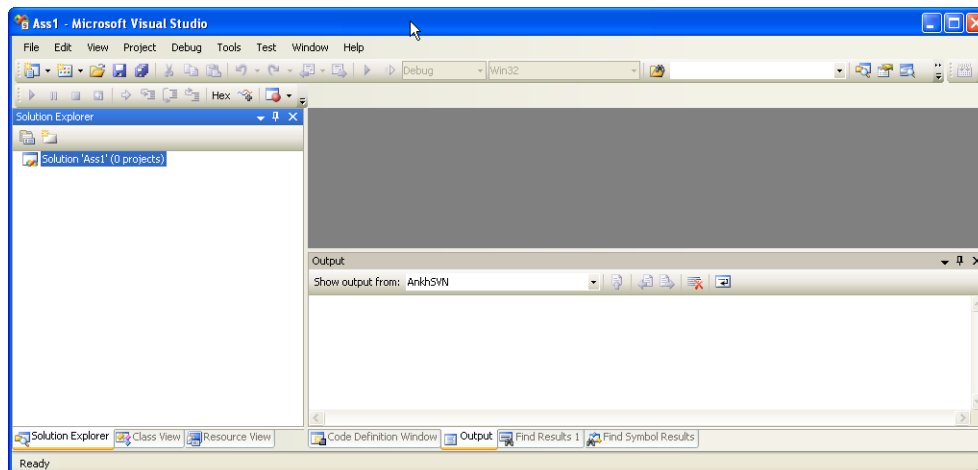 Ass1 - Microsoft Visual Studio
File Edit View Project Debug Tools Test Window Help
Debug Win32
Hex
Solution Explorer
Solution 'Ass1' (0 projects)
Output
Show output from: AnkhSVN
Solution Explorer Class View Resource View
Code Definition Window Output Find Results 1 Find Symbol Results
Ready